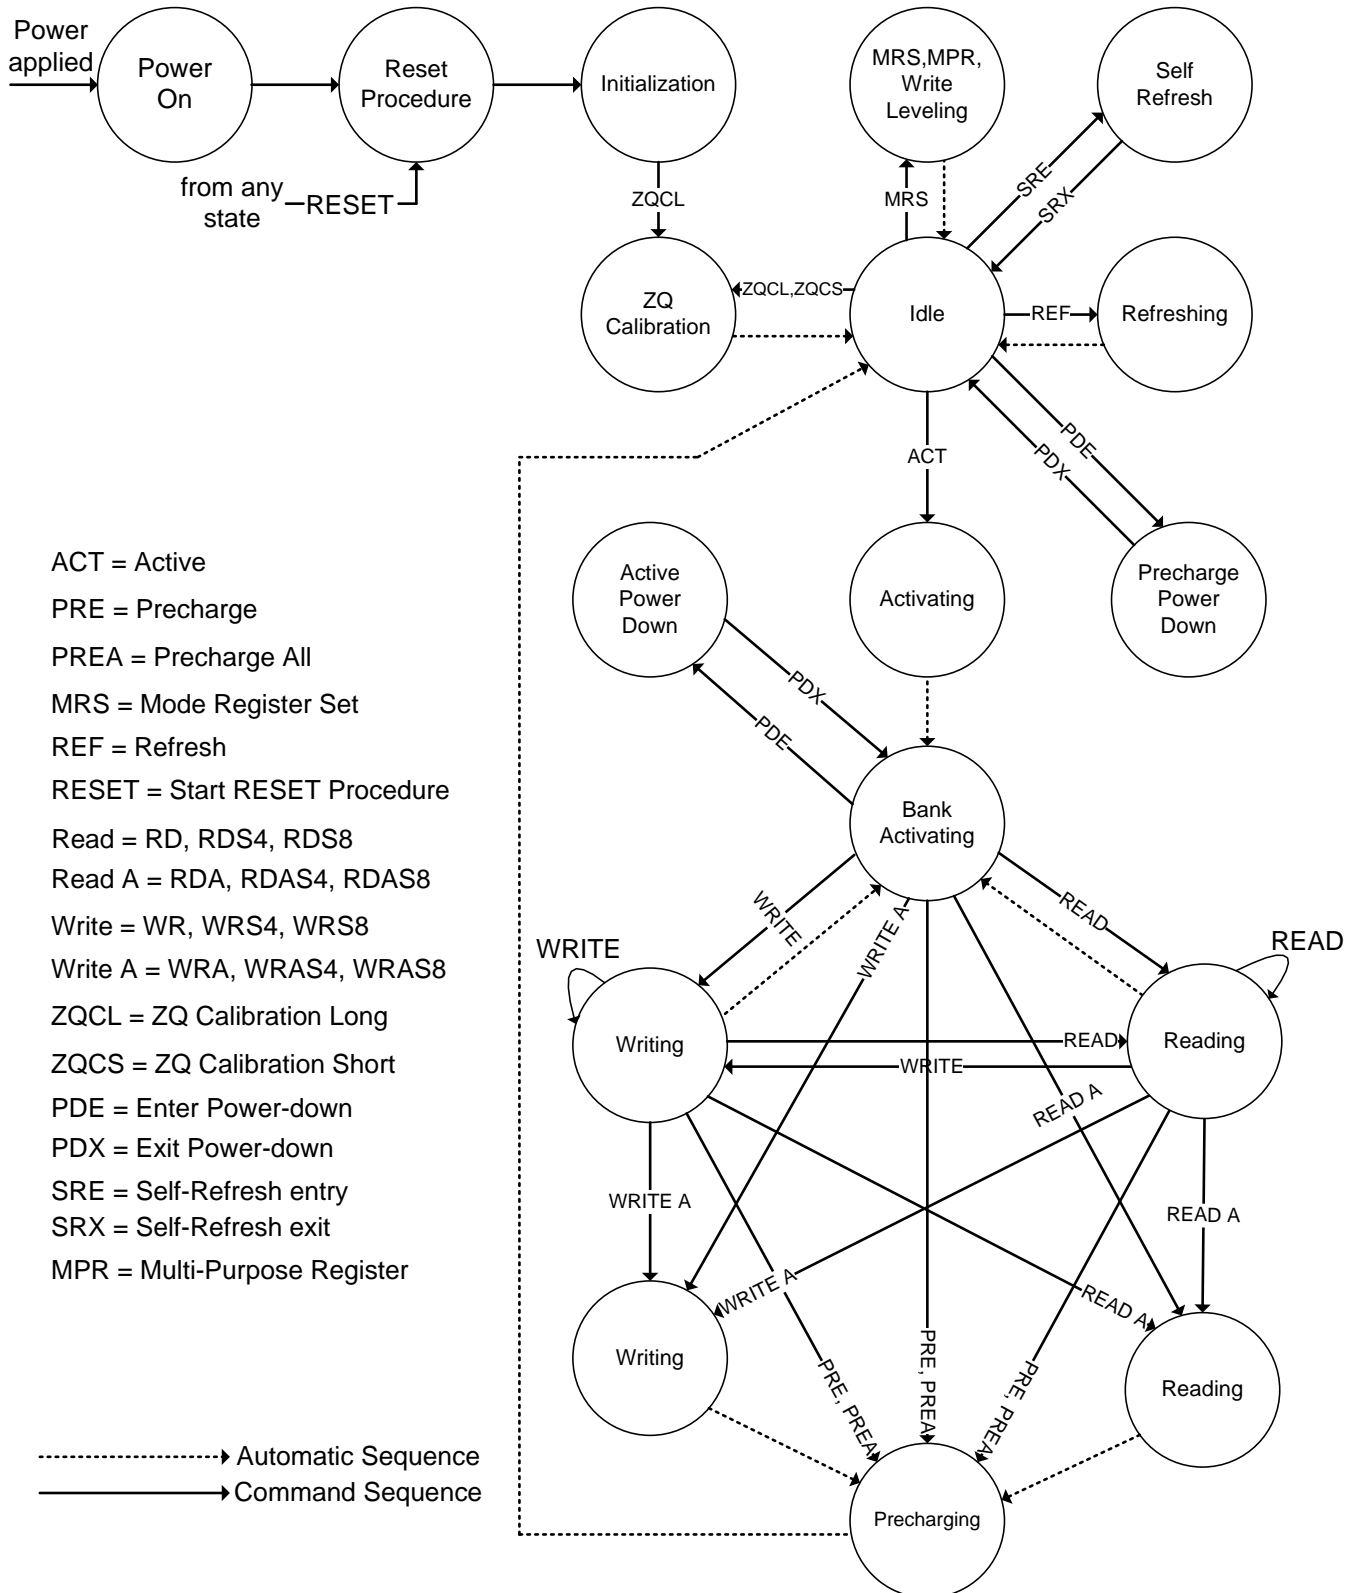 Power
applied
Power
On
Reset
Procedure
Initialization
MRS,MPR,
Write
Leveling
Self
Refresh
from any
state
RESET
ZQCL
MRS
SRE
SRX
ZQ
Calibration
ZQCL,ZQCS
Idle
REF
Refreshing
ACT
PDE
PDX
Active
Power
Down
Activating
Precharge
Power
Down
PDX
PDE
Bank
Activating
ACT = Active
PRE = Precharge
PREA = Precharge All
MRS = Mode Register Set
REF = Refresh
RESET = Start RESET Procedure
Read = RD, RDS4, RDS8
Read A = RDA, RDAS4, RDAS8
Write = WR, WRS4, WRS8
Write A = WRA, WRAS4, WRAS8
ZQCL = ZQ Calibration Long
ZQCS = ZQ Calibration Short
PDE = Enter Power-down
PDX = Exit Power-down
SRE = Self-Refresh entry
SRX = Self-Refresh exit
MPR = Multi-Purpose Register
WRITE
WRITE
WRITE A
READ
READ
Writing
READ
WRITE
Reading
READ A
WRITE A
READ A
WRITE A
READ A
Writing
PRE, PREA
PRE, PREA
PRE, PREA
Reading
Precharging
Automatic Sequence
Command Sequence